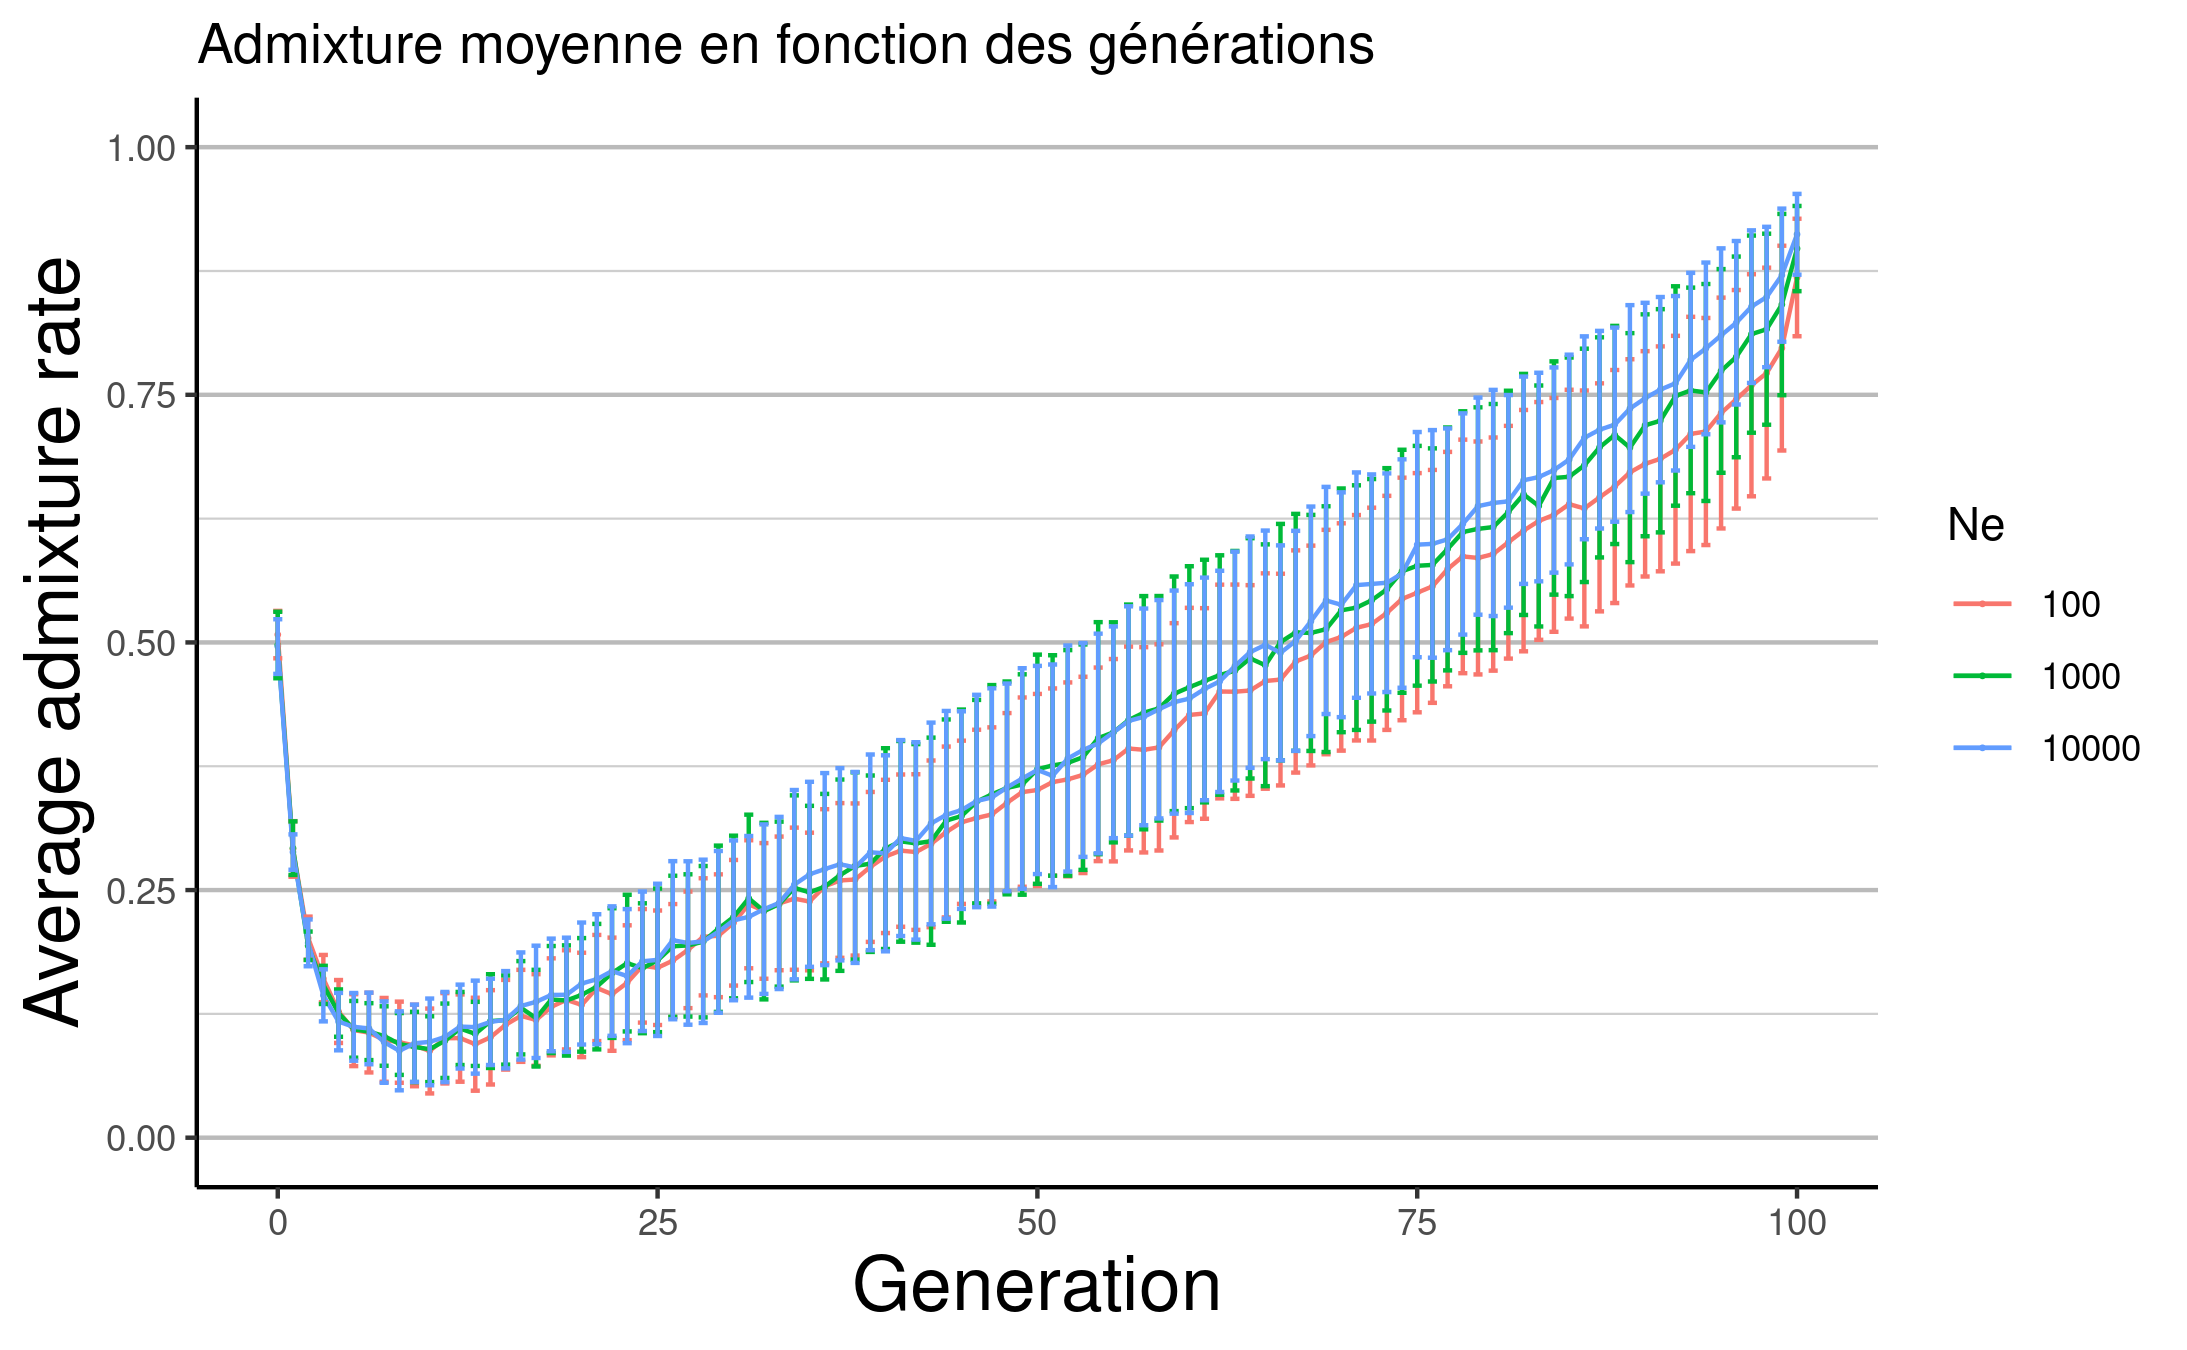 Admixture moyenne en fonction des générations
Average admixture rate
1.00
0.75
0.50
0.25
0.00
0 25 50 75 100
Generation
Ne
100
1000
10000